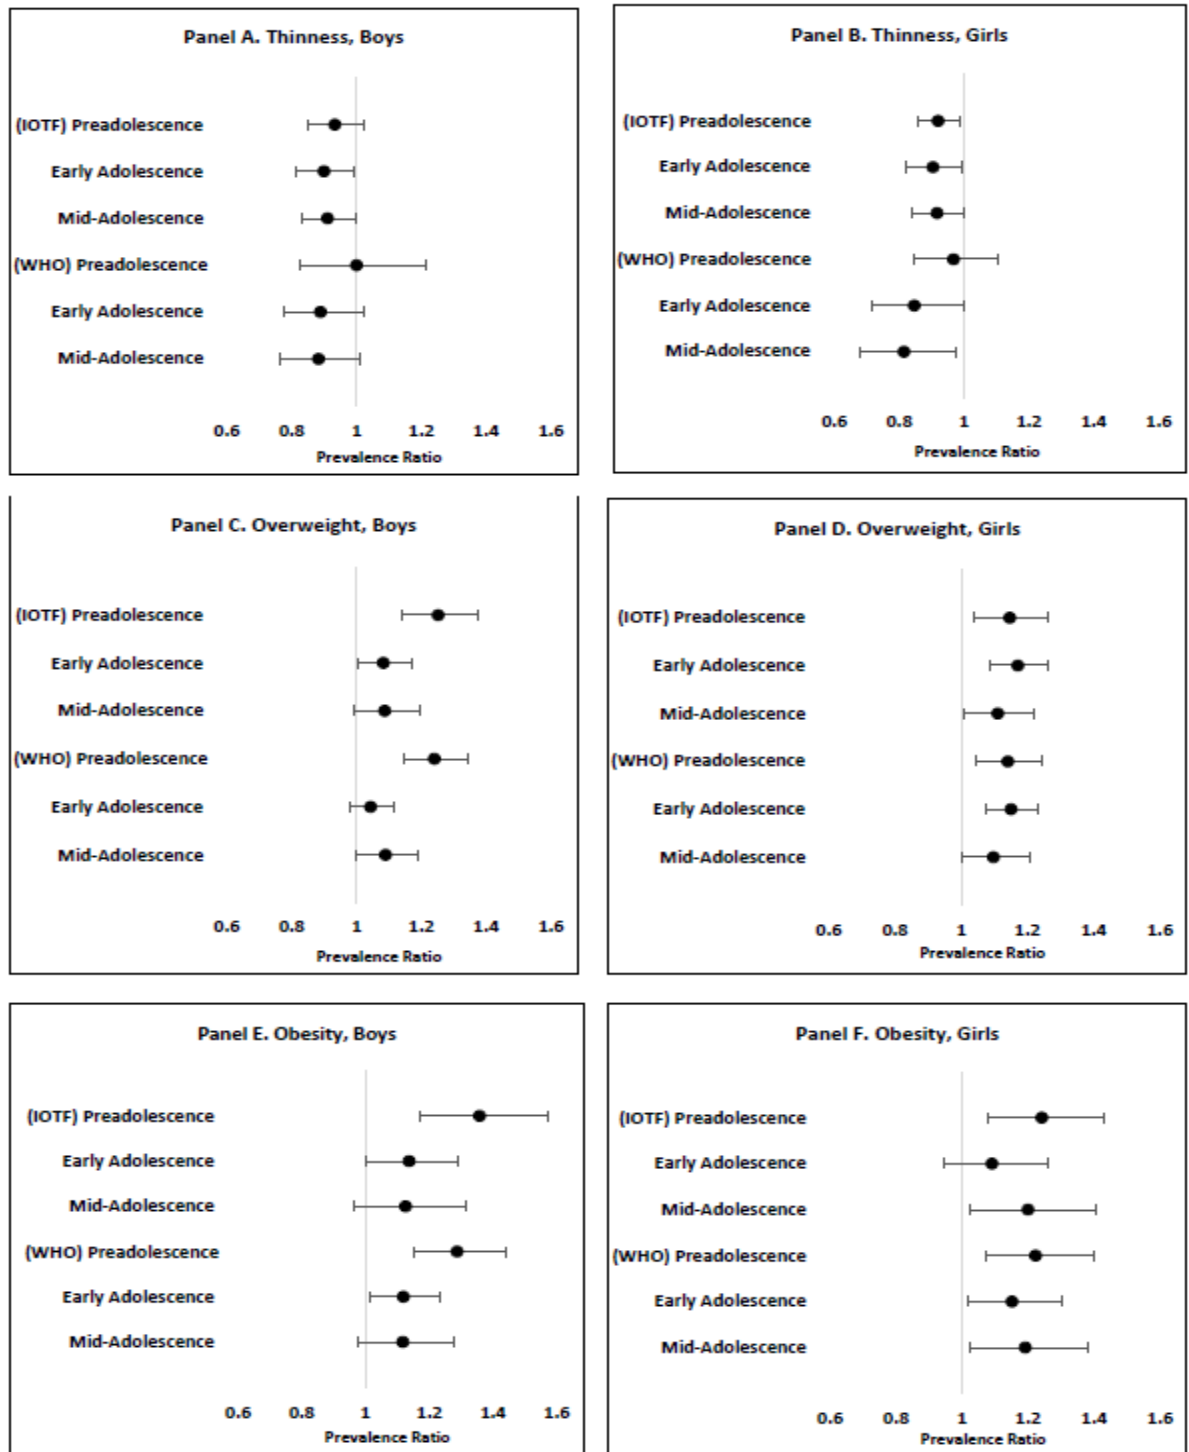 Panel A. Thinness, Boys
(IOTF) Preadolescence
Early Adolescence
Mid-Adolescence
(WHO) Preadolescence
Early Adolescence
Mid-Adolescence
0.6 0.8 1 1.2 1.4 1.6
Prevalence Ratio
Panel B. Thinness, Girls
(IOTF) Preadolescence
Early Adolescence
Mid-Adolescence
(WHO) Preadolescence
Early Adolescence
Mid-Adolescence
0.6 0.8 1 1.2 1.4 1.6
Prevalence Ratio
Panel C. Overweight, Boys
(IOTF) Preadolescence
Early Adolescence
Mid-Adolescence
(WHO) Preadolescence
Early Adolescence
Mid-Adolescence
0.6 0.8 1 1.2 1.4 1.6
Prevalence Ratio
Panel D. Overweight, Girls
(IOTF) Preadolescence
Early Adolescence
Mid-Adolescence
(WHO) Preadolescence
Early Adolescence
Mid-Adolescence
0.6 0.8 1 1.2 1.4 1.6
Prevalence Ratio
Panel E. Obesity, Boys
(IOTF) Preadolescence
Early Adolescence
Mid-Adolescence
(WHO) Preadolescence
Early Adolescence
Mid-Adolescence
0.6 0.8 1 1.2 1.4 1.6
Prevalence Ratio
Panel F. Obesity, Girls
(IOTF) Preadolescence
Early Adolescence
Mid-Adolescence
(WHO) Preadolescence
Early Adolescence
Mid-Adolescence
0.6 0.8 1 1.2 1.4 1.6
Prevalence Ratio